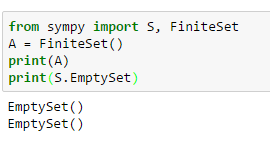 from sympy import S, FiniteSet
A = FiniteSet()
print(A)
print(S.EmptySet)
EmptySet()
EmptySet()